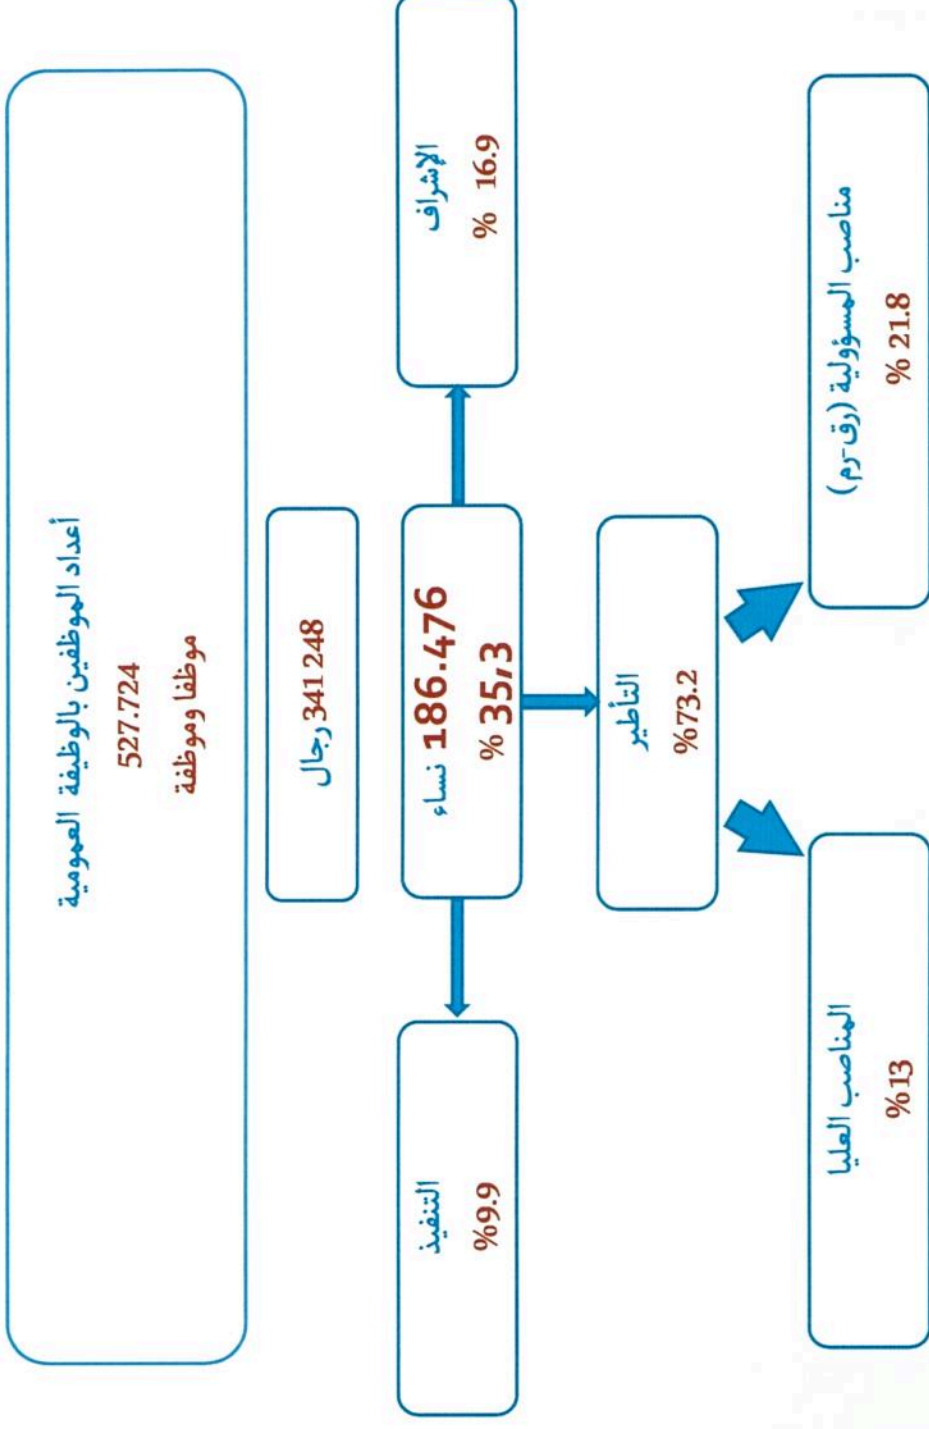 أعداد الموظفين بالوظيفة العمومية
527.724
موظفا وموظفة
341 248 رجال
186.476 نساء
% 35,3
الإشراف
% 16.9
التنفيذ
%9.9
التأطير
%73.2
مناصب المسؤولية (رق-رم)
% 21.8
المناصب العليا
%13